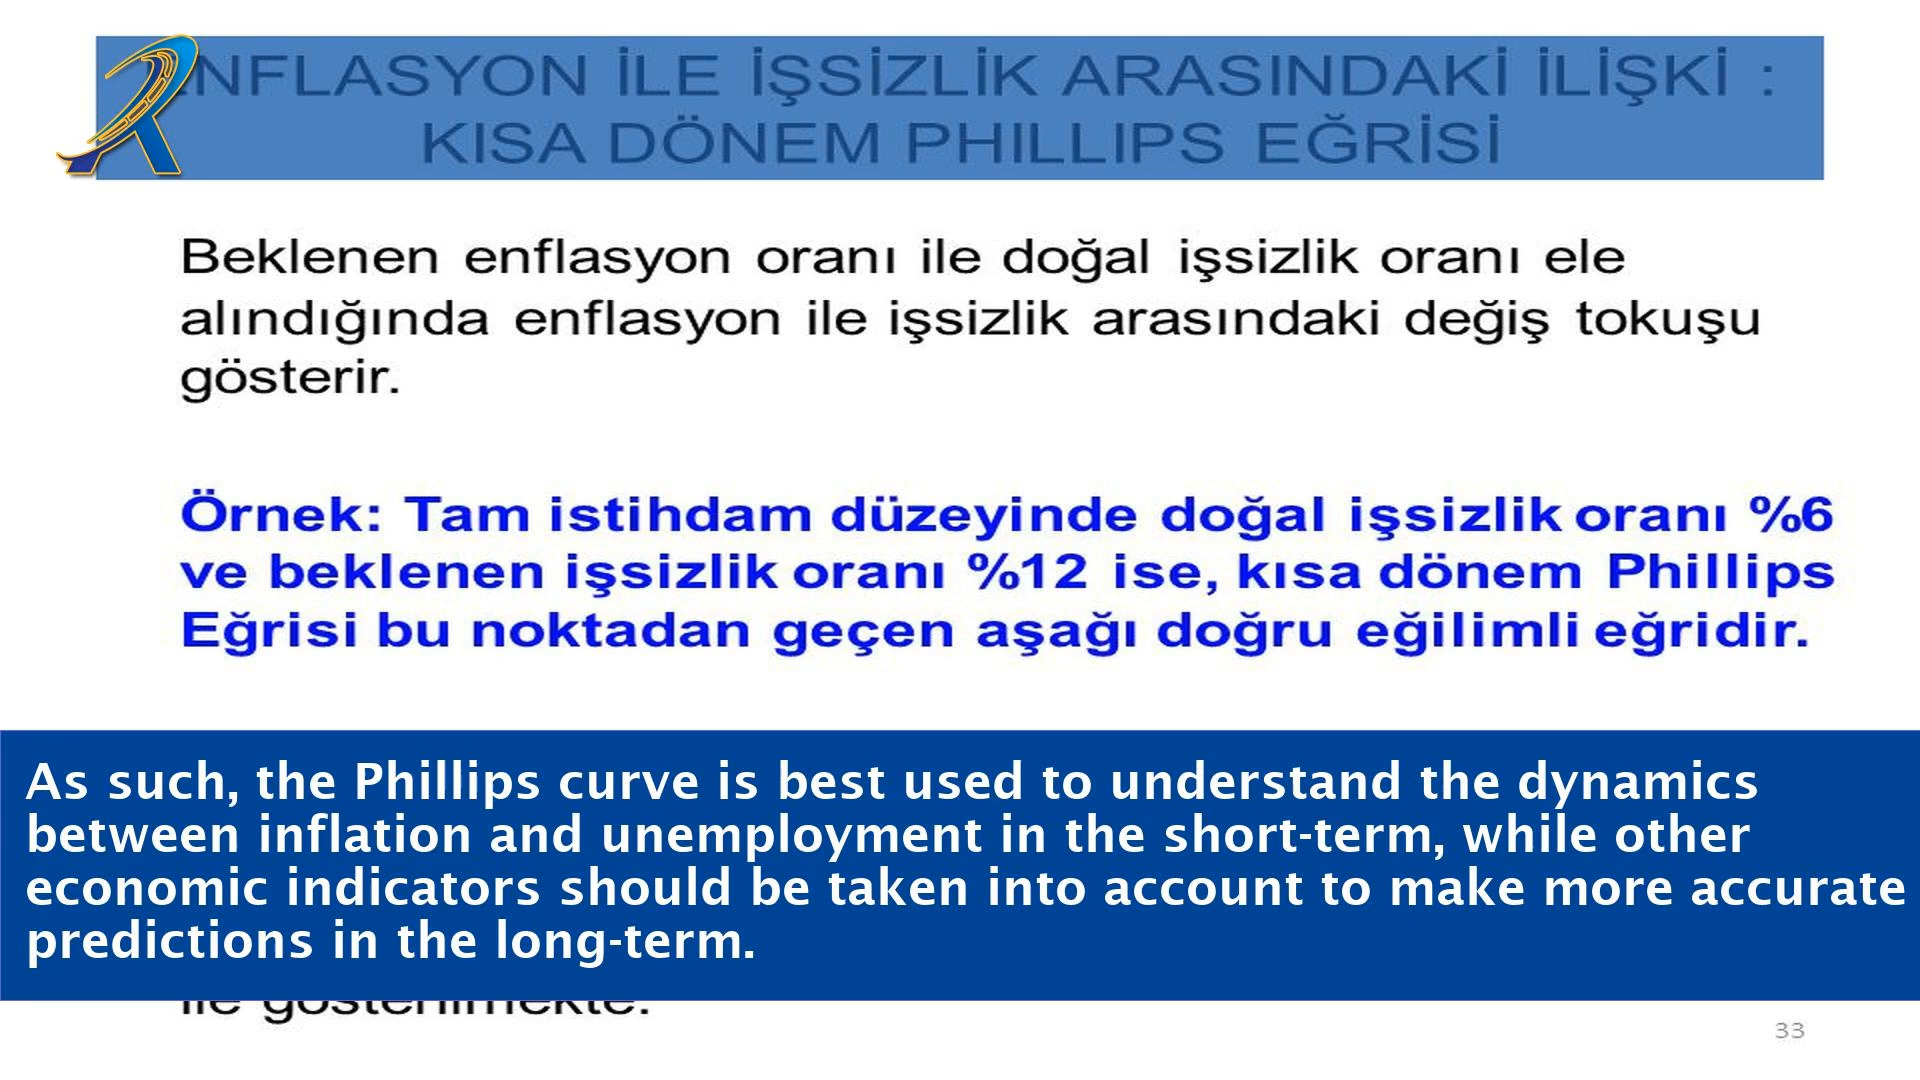 ENFLASYON İLE İŞSİZLİK ARASINDAKİ İLİŞKİ :
KISA DÖNEM PHILLIPS EĞRİSİ
Beklenen enflasyon oranı ile doğal işsizlik oranı ele
alındığında enflasyon ile işsizlik arasındaki değiş tokuşu
gösterir.
Örnek: Tam istihdam düzeyinde doğal işsizlik oranı %6
ve beklenen işsizlik oranı %12 ise, kısa dönem Phillips
Eğrisi bu noktadan geçen aşağı doğru eğilimli eğridir.
As such, the Phillips curve is best used to understand the dynamics
between inflation and unemployment in the short-term, while other
economic indicators should be taken into account to make more accurate
predictions in the long-term.
ile gösterilmekte.
33